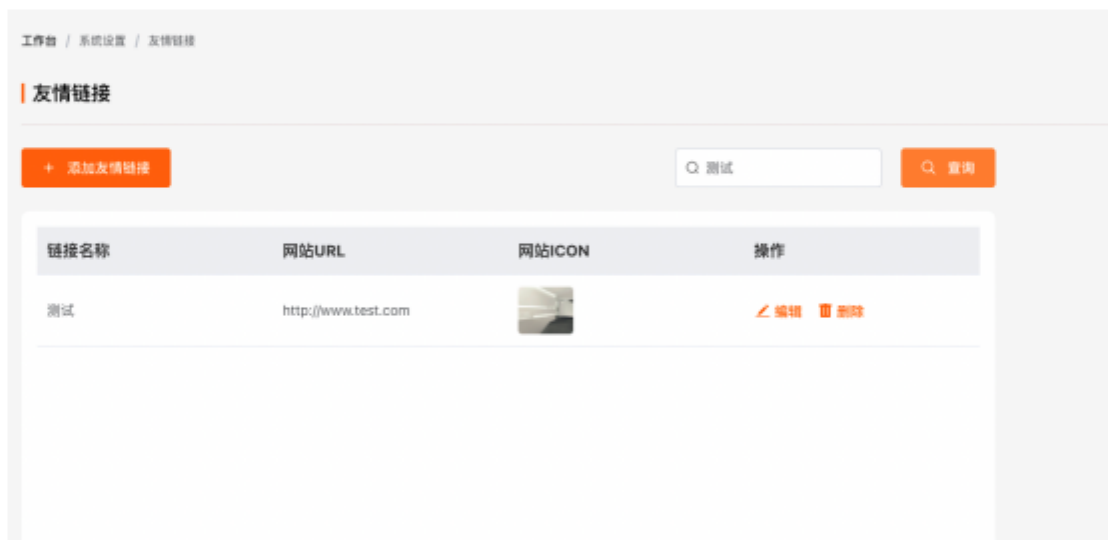 工作台 / 系统设置 / 友情链接
友情链接
+ 添加友情链接 测试 查询
链接名称 网站URL 网站ICON 操作
测试 http://www.test.com 编辑 删除